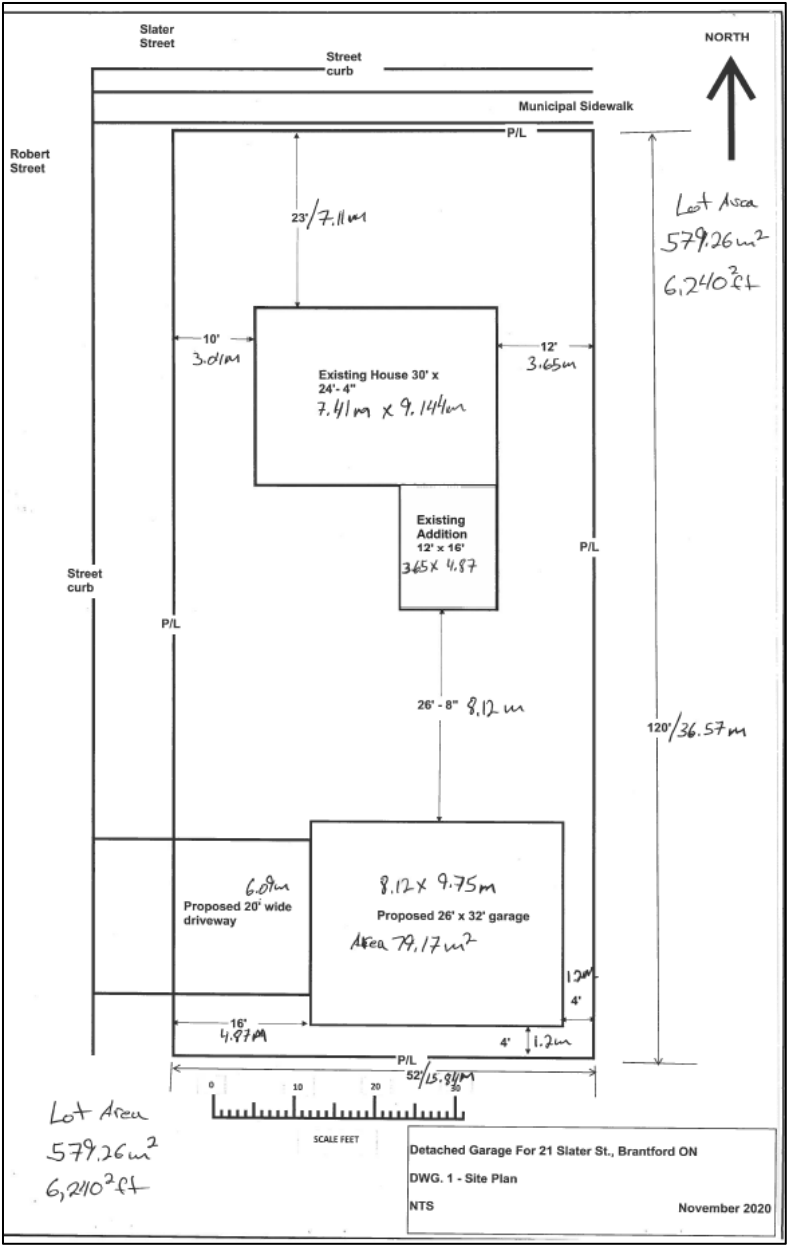 Slater
Street
NORTH
Street
curb
Municipal Sidewalk
P/L
Robert
Street
Lot Area
579.26m²
6,240²ft
23'/7.11m
10'
3.01m
12'
3.65m
Existing House 30' x
24'- 4"
7.41m x 9.144m
Existing
Addition
12' x 16'
3.65 x 4.87
P/L
Street
curb
P/L
26' - 8" 8.12 m
120'/36.57m
6.09m
Proposed 20' wide
driveway
8.12 x 9.75m
Proposed 26' x 32' garage
Area 79.17m²
1.2m
4'
16'
4.87m
4' 1.2m
P/L
52'/15.84m
0 10 20 30
SCALE FEET
Lot Area
579.26m²
6,240²ft
Detached Garage For 21 Slater St., Brantford ON
DWG. 1 - Site Plan
NTS
November 2020